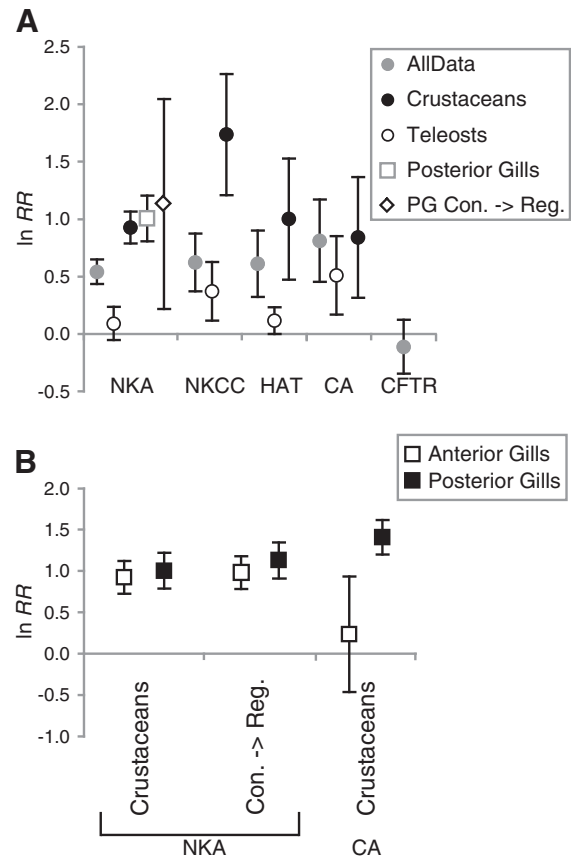 A
2.5
2.0
1.5
1.0
0.5
0.0
-0.5
ln RR
AllData
Crustaceans
Teleosts
Posterior Gills
PG Con. -> Reg.
NKA NKCC HAT CA CFTR
B
Anterior Gills
Posterior Gills
2.0
1.5
1.0
0.5
0.0
-0.5
-1.0
ln RR
Crustaceans
Con. -> Reg.
Crustaceans
NKA CA